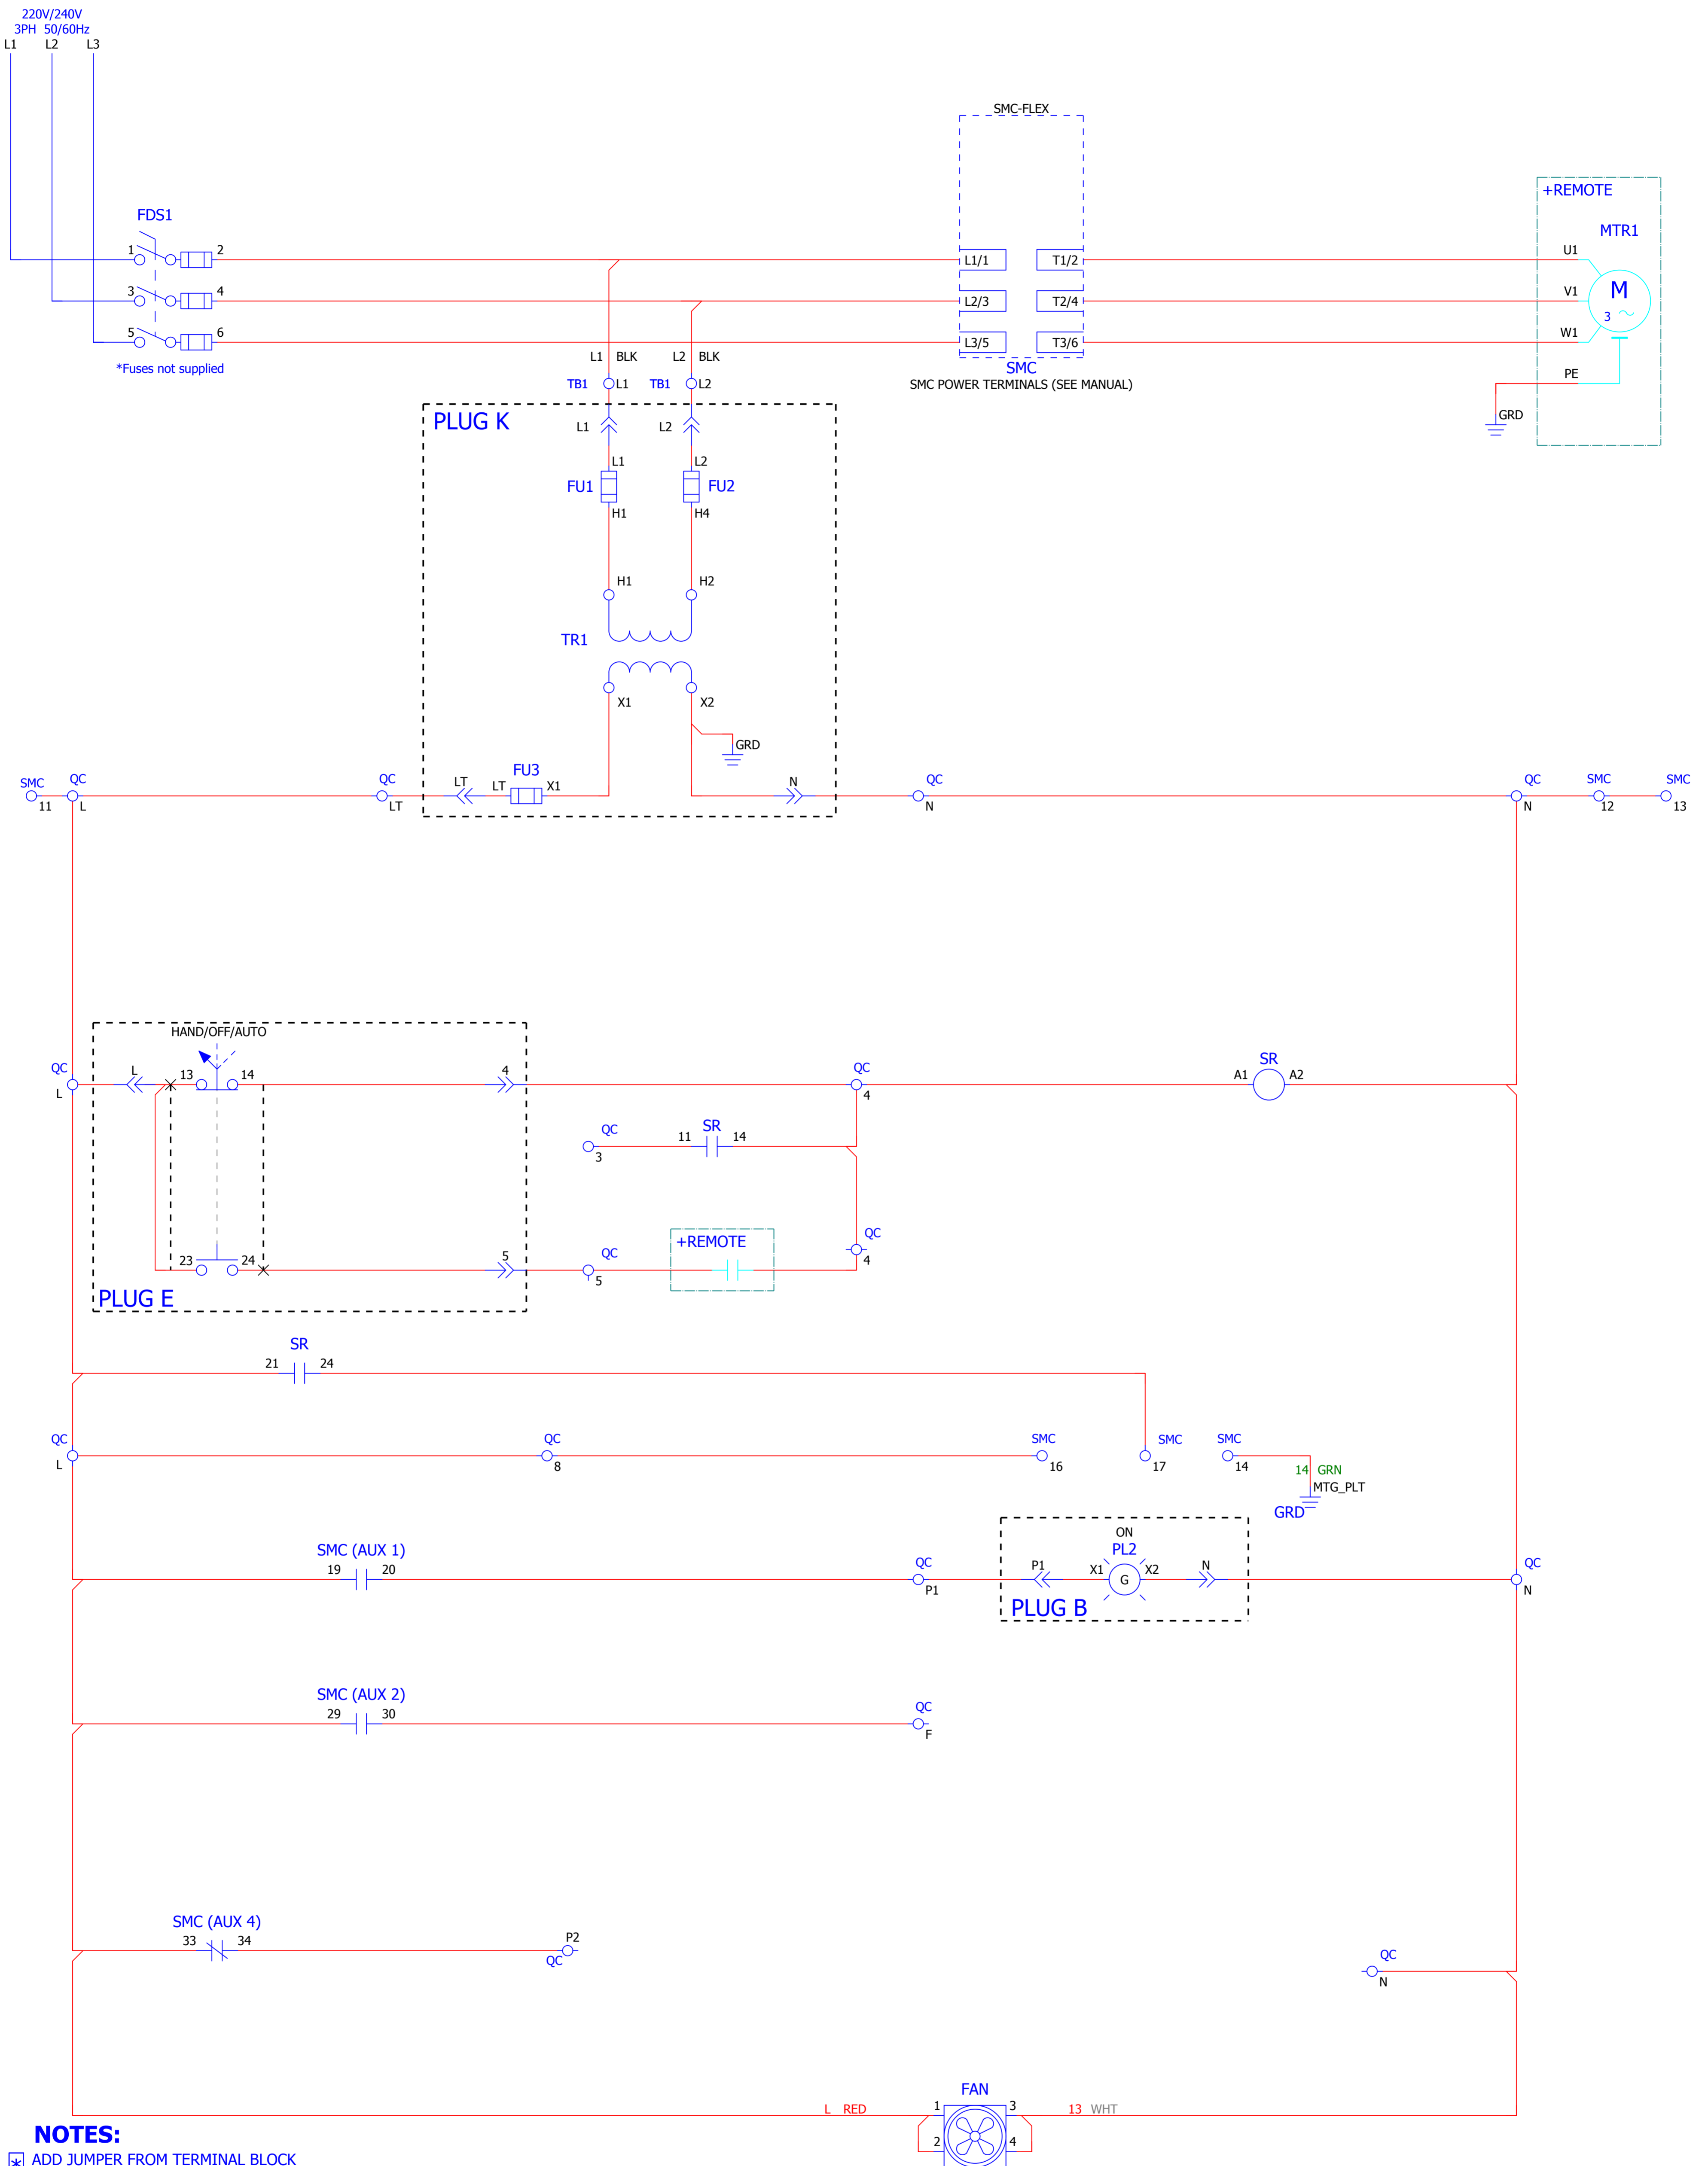 220V/240V
3PH 50/60Hz
L1 L2 L3
SMC-FLEX
+REMOTE
FDS1
MTR1
1 2 L1/1 T1/2 U1
3 4 L2/3 T2/4 V1 M
3
5 6 L3/5 T3/6 W1
*Fuses not supplied
L1 BLK L2 BLK
SMC
SMC POWER TERMINALS (SEE MANUAL)
PE
TB1 L1 TB1 L2
GRD
PLUG K
L1 L2
L1 L2
FU1 FU2
H1 H4
H1 H2
TR1
X1 X2
GRD
FU3
SMC QC QC LT LT X1 N QC QC SMC SMC
11 L LT N N 12 13
HAND/OFF/AUTO
QC L 13 14 4 QC SR
L 4 A1 A2
QC SR
3 11 14
QC
+REMOTE
QC
23 24 5 5 4
PLUG E
SR
21 24
QC QC SMC SMC SMC
L 8 16 17 14
14 GRN
MTG_PLT
GRD
ON
SMC (AUX 1) PL2
19 20 QC P1 X1 G X2 N QC
P1 N
PLUG B
SMC (AUX 2)
29 30 QC
F
SMC (AUX 4)
33 34 P2
QC
QC
N
FAN
L RED 1 3 13 WHT
2 4
NOTES:
* ADD JUMPER FROM TERMINAL BLOCK